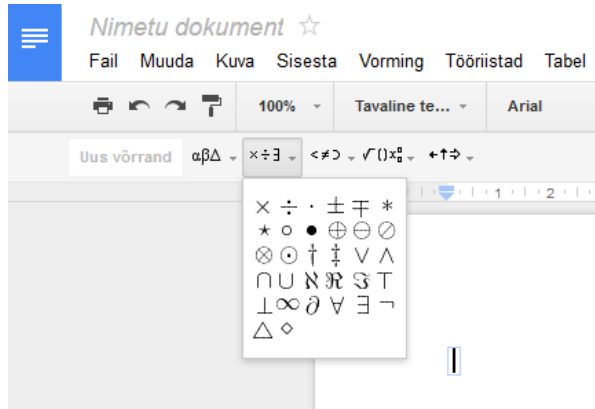 Nimetu dokument ☆
Fail Muuda Kuva Sisesta Vorming Tööriistad Tabel
100% Tavaline te... Arial
Uus võrrand αβΔ ×÷∃ <≠⊃ √()x ←↑⇒
1 2
× ÷ · ± ∓ *
⋆ ○ ● ⊕ ⊖ ⊘
⊗ ⊙ † ‡ ∨ ∧
∩ ∪ ℵ ℜ ℑ ⊤
⊥ ∞ ∂ ∀ ∃ ¬
△ ⋄